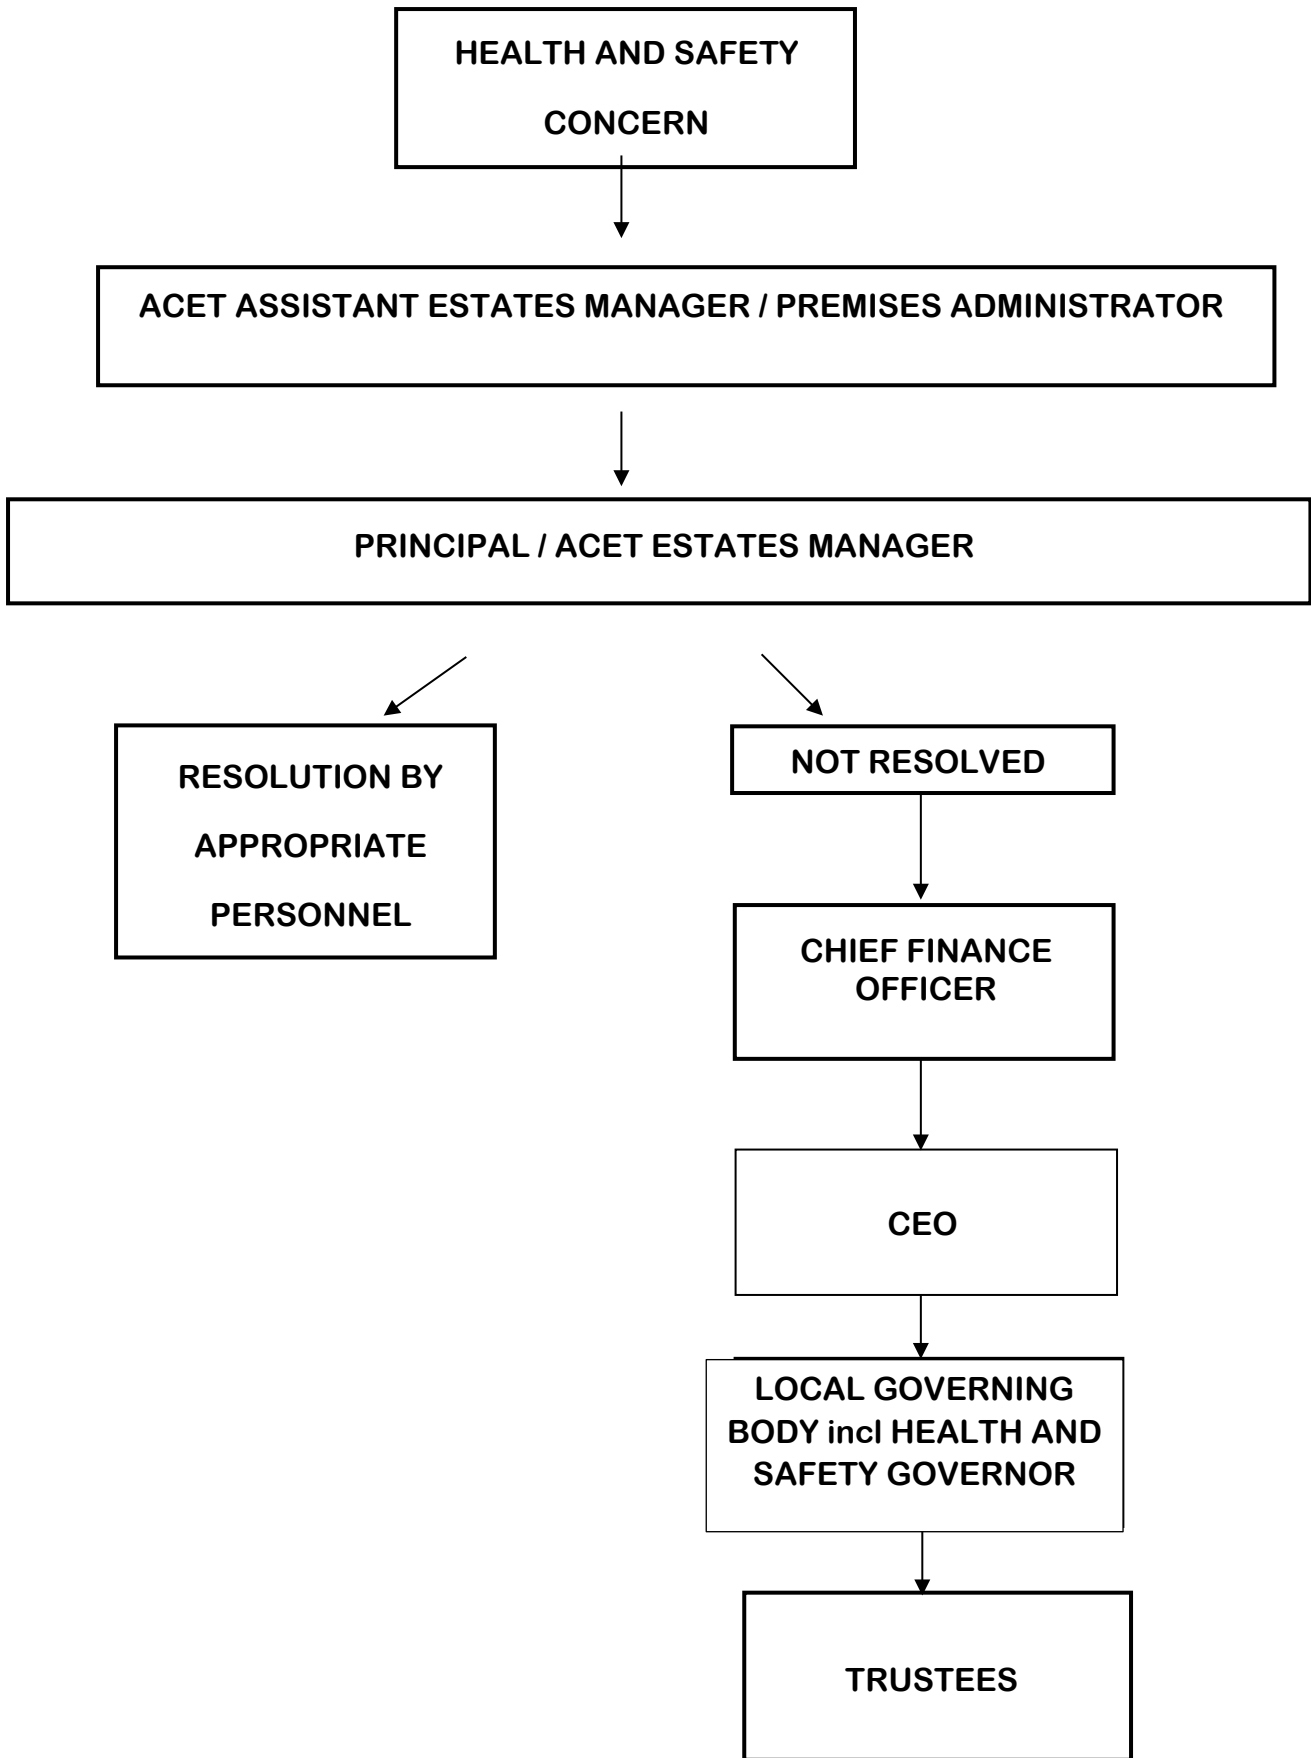 HEALTH AND SAFETY
CONCERN
ACET ASSISTANT ESTATES MANAGER / PREMISES ADMINISTRATOR
PRINCIPAL / ACET ESTATES MANAGER
RESOLUTION BY
APPROPRIATE
PERSONNEL
NOT RESOLVED
CHIEF FINANCE
OFFICER
CEO
LOCAL GOVERNING
BODY incl HEALTH AND
SAFETY GOVERNOR
TRUSTEES